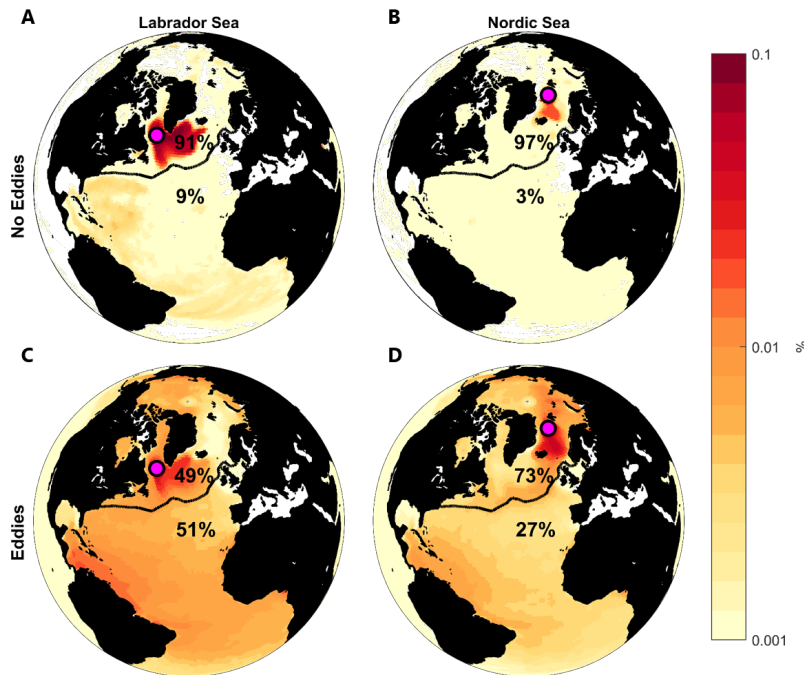 A
Labrador Sea
B
Nordic Sea
No Eddies
91%
9%
97%
3%
0.1
0.01
%
0.001
C
D
Eddies
49%
51%
73%
27%